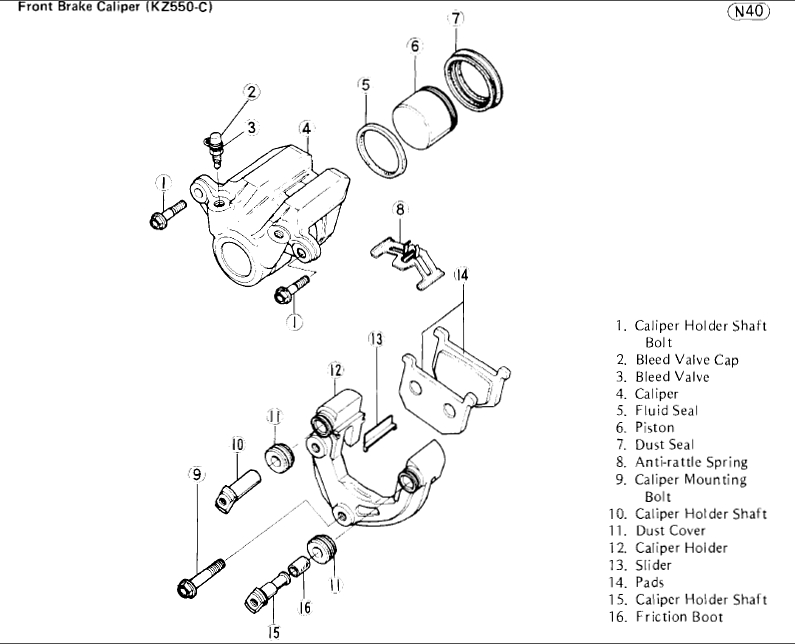 Front Brake Caliper (KZ550-C)
N40
7
6
5
2
3
4
1
8
14
1
13
12
11
10
9
11
16
15
1. Caliper Holder Shaft
Bolt
2. Bleed Valve Cap
3. Bleed Valve
4. Caliper
5. Fluid Seal
6. Piston
7. Dust Seal
8. Anti-rattle Spring
9. Caliper Mounting
Bolt
10. Caliper Holder Shaft
11. Dust Cover
12. Caliper Holder
13. Slider
14. Pads
15. Caliper Holder Shaft
16. Friction Boot